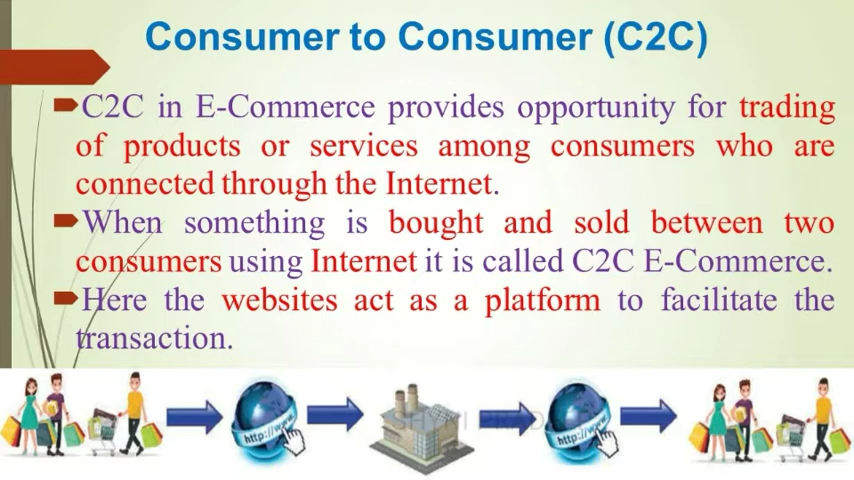 Consumer to Consumer (C2C)
C2C in E-Commerce provides opportunity for trading
of products or services among consumers who are
connected through the Internet.
When something is bought and sold between two
consumers using Internet it is called C2C E-Commerce.
Here the websites act as a platform to facilitate the
transaction.
http://www. http://www.